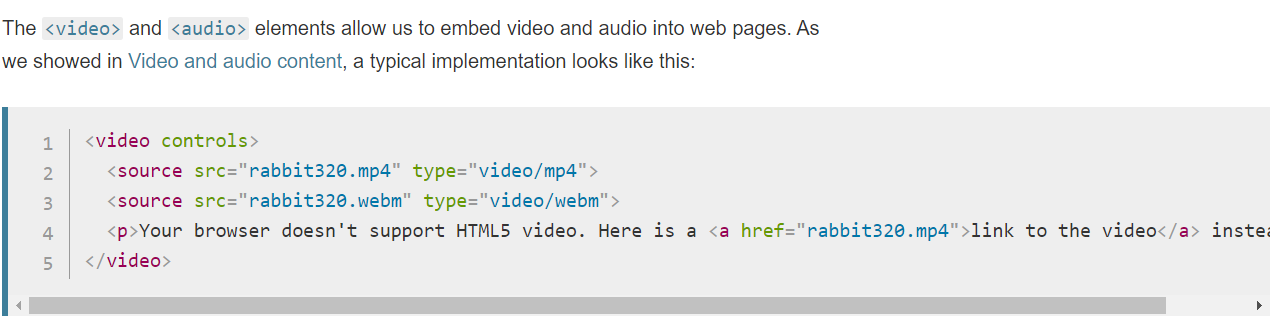 The <video> and <audio> elements allow us to embed video and audio into web pages. As
we showed in Video and audio content, a typical implementation looks like this:
1 <video controls>
2 <source src="rabbit320.mp4" type="video/mp4">
3 <source src="rabbit320.webm" type="video/webm">
4 <p>Your browser doesn't support HTML5 video. Here is a <a href="rabbit320.mp4">link to the video</a>
5 </video>